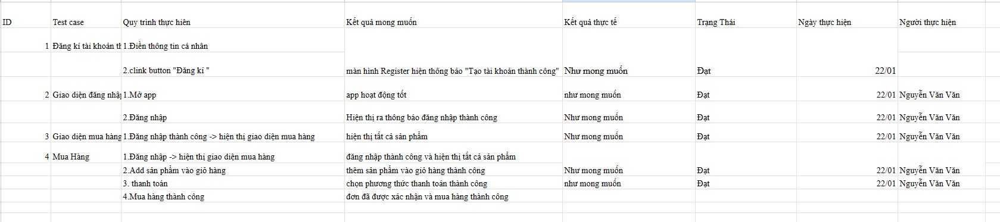 ID Test case Quy trình thực hiên Kết quả mong muốn Kết quả thực tế Trạng Thái Ngày thực hiện Người thực hiện
1 Đăng kí tài khoản th 1.Điền thông tin cá nhân
2.clink button "Đăng kí " màn hình Register hiện thông báo "Tạo tài khoản thành công" Như mong muốn Đạt 22/01
2 Giao diện đăng nhập 1.Mở app app hoạt động tốt như mong muốn Đạt 22/01 Nguyễn Văn Văn
2.Đăng nhập Hiện thị ra thông báo đăng nhập thành công Như mong muốn Đạt 22/01 Nguyễn Văn Văn
3 Giao diện mua hàng 1.Đăng nhập thành công -> hiện thị giao diện mua hàng hiện thị tất cả sản phẩm Như mong muốn Đạt 22/01 Nguyễn Văn Văn
4 Mua Hàng 1.Đăng nhập -> hiện thị giao diện mua hàng đăng nhập thành công và hiện thị tất cả sản phẩm
2.Add sản phẩm vào giỏ hàng thêm sản phẩm vào giỏ hàng thành công Như mong muốn Đạt 22/01 Nguyễn Văn Văn
3. thanh toán chọn phương thức thanh toán thành công như mong muốn Đạt 22/01 Nguyễn Văn Văn
4.Mua hàng thành công đơn đã được xác nhận và mua hàng thành công